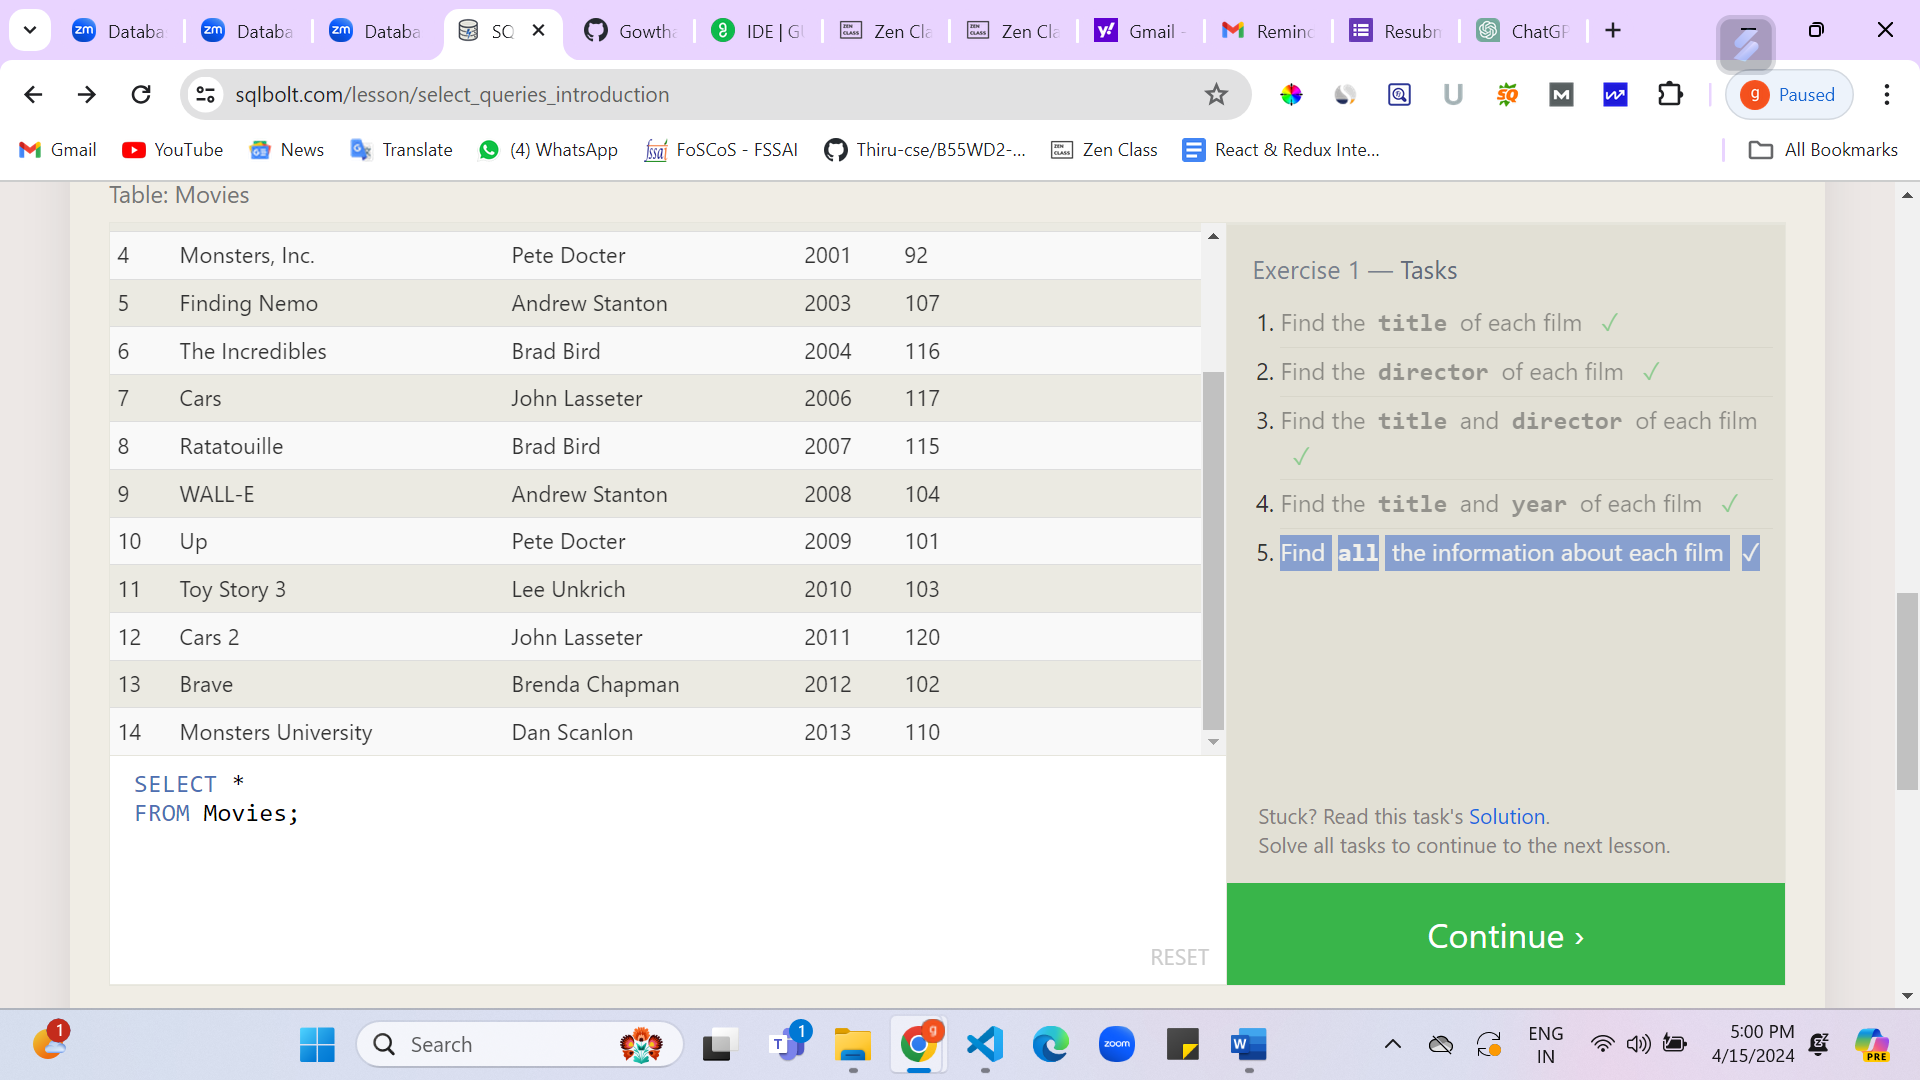 Databa
Databa
Databa
SQ
Gowtha
IDE | G
Zen Cla
Zen Cla
Gmail -
Remind
Resubm
ChatGP
sqlbolt.com/lesson/select_queries_introduction
Paused
Gmail
YouTube
News
Translate
(4) WhatsApp
FoSCoS - FSSAI
Thiru-cse/B55WD2-...
Zen Class
React & Redux Inte...
All Bookmarks
Table: Movies
4 Monsters, Inc. Pete Docter 2001 92
5 Finding Nemo Andrew Stanton 2003 107
6 The Incredibles Brad Bird 2004 116
7 Cars John Lasseter 2006 117
8 Ratatouille Brad Bird 2007 115
9 WALL-E Andrew Stanton 2008 104
10 Up Pete Docter 2009 101
11 Toy Story 3 Lee Unkrich 2010 103
12 Cars 2 John Lasseter 2011 120
13 Brave Brenda Chapman 2012 102
14 Monsters University Dan Scanlon 2013 110
SELECT *
FROM Movies;
RESET
Exercise 1 — Tasks
1. Find the title of each film ✓
2. Find the director of each film ✓
3. Find the title and director of each film
✓
4. Find the title and year of each film ✓
5. Find all the information about each film ✓
Stuck? Read this task's Solution.
Solve all tasks to continue to the next lesson.
Continue ›
1
Search
1
ENG
IN
5:00 PM
4/15/2024
PRE